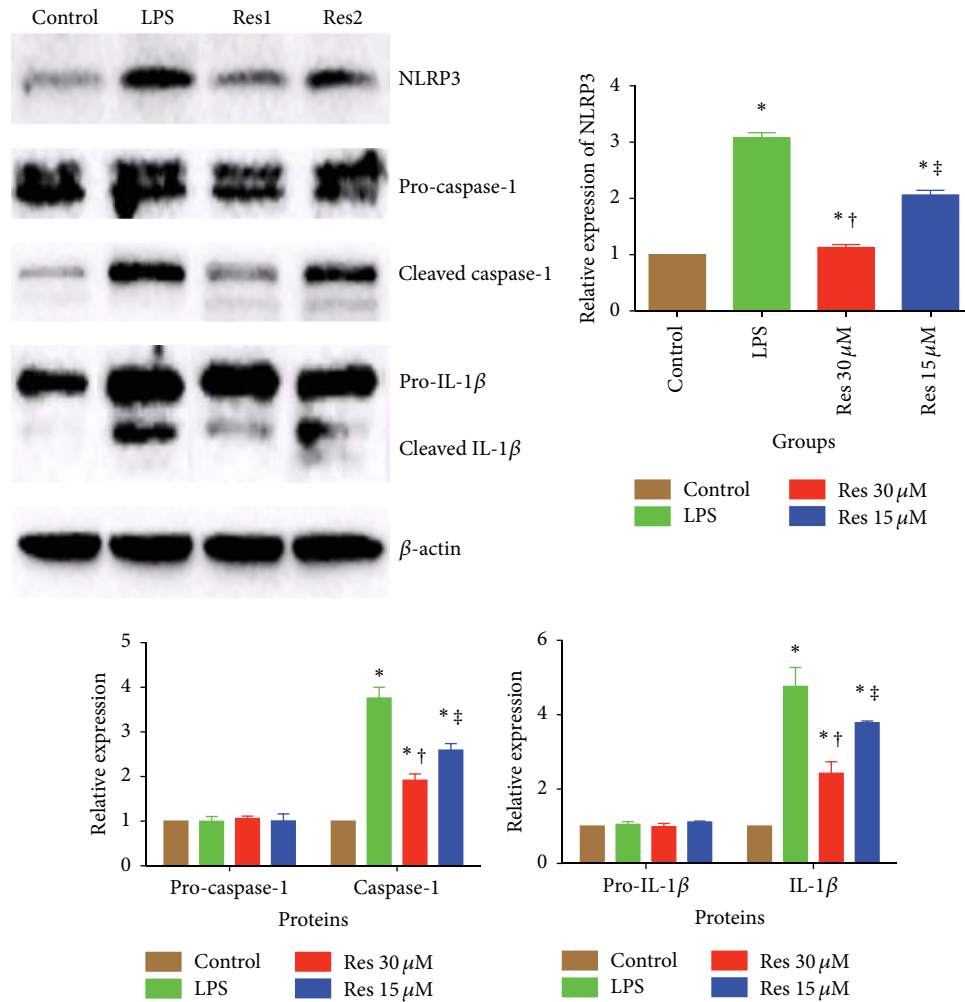 Control LPS Res1 Res2
NLRP3
Pro-caspase-1
Cleaved caspase-1
Pro-IL-1β
Cleaved IL-1β
β-actin
Relative expression of NLRP3
4
3
2
1
0
*
* †
* ‡
Control
LPS
Res 30 μM
Res 15 μM
Groups
Control
LPS
Res 30 μM
Res 15 μM
Relative expression
5
4
3
2
1
0
*
* †
* ‡
Pro-caspase-1 Caspase-1
Proteins
Control
LPS
Res 30 μM
Res 15 μM
Relative expression
6
4
2
0
*
* †
* ‡
Pro-IL-1β IL-1β
Proteins
Control
LPS
Res 30 μM
Res 15 μM